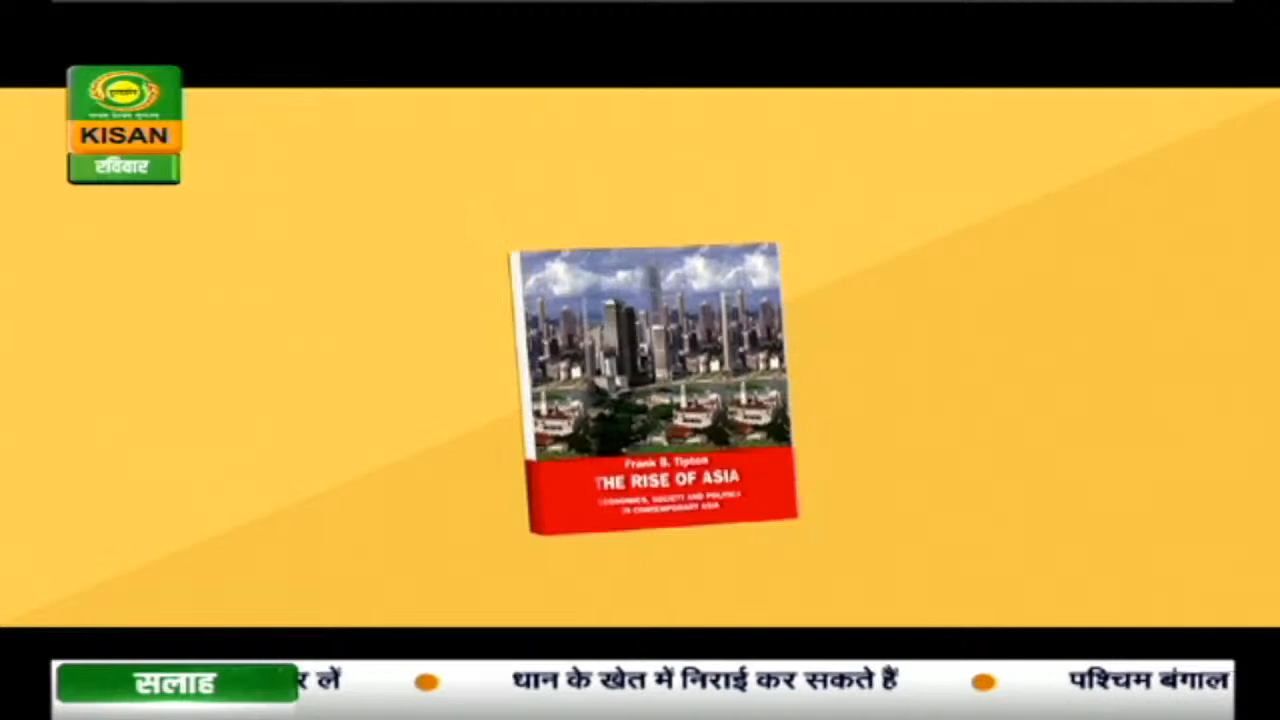 KISAN
रविवार
Frank B. Tipton
THE RISE OF ASIA
ECONOMICS, SOCIETY AND POLITICS
IN CONTEMPORARY ASIA
सलाह
र लें
धान के खेत में निराई कर सकते हैं
पश्चिम बंगाल